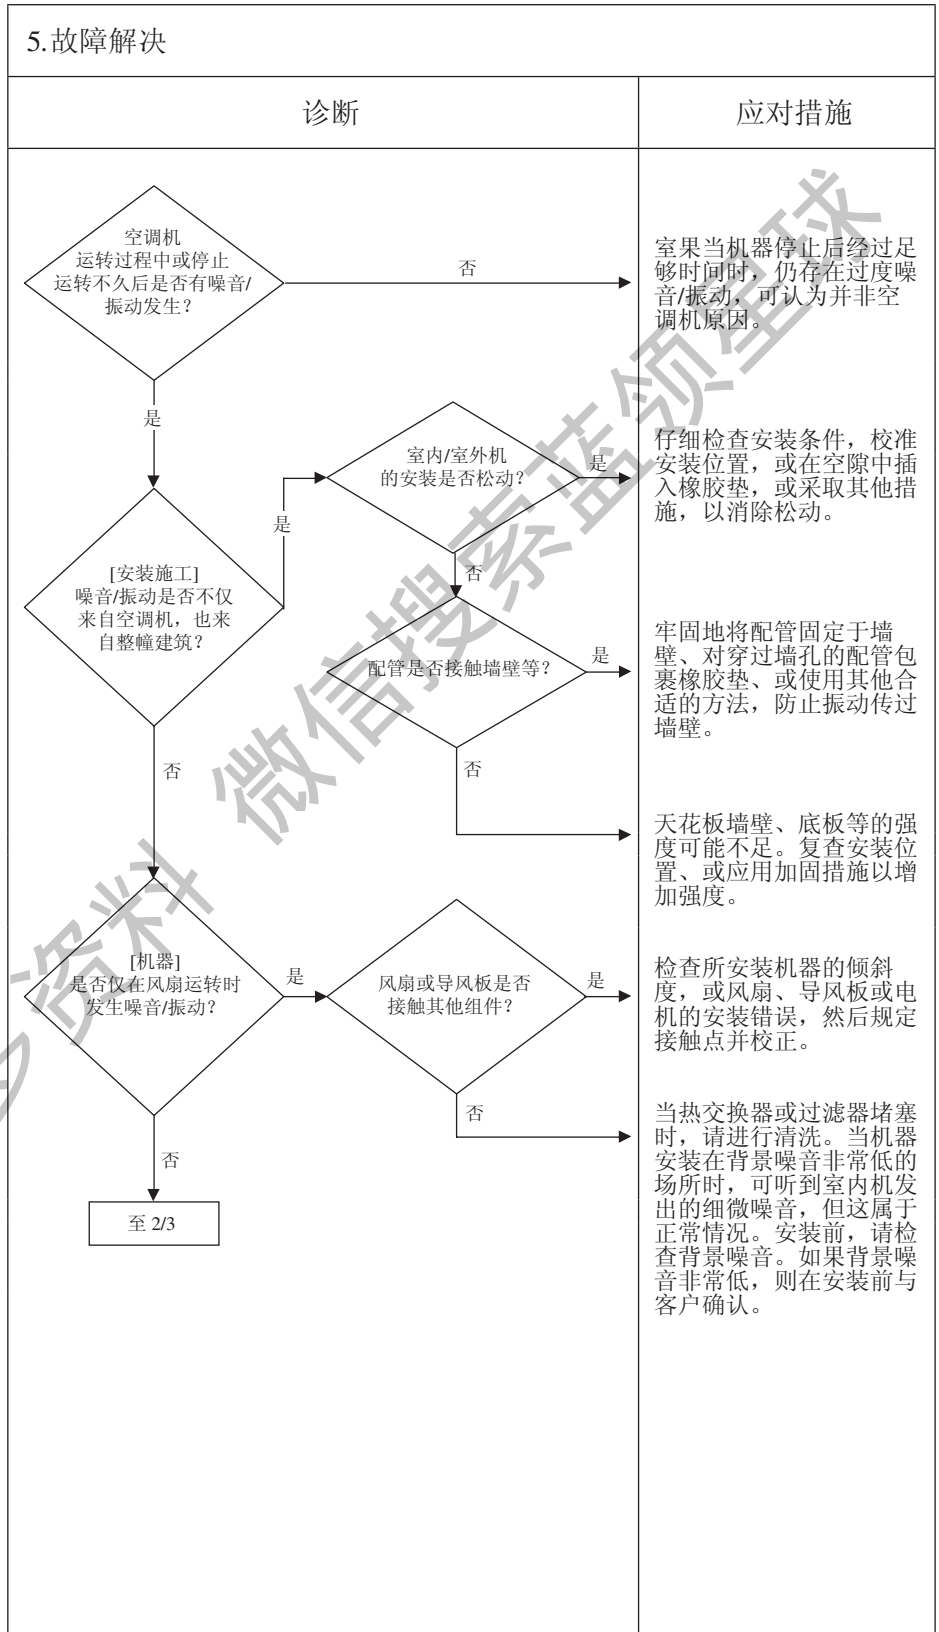 5.故障解决
诊断
应对措施
空调机
运转过程中或停止
运转不久后是否有噪音/
振动发生？
否
室果当机器停止后经过足
够时间时，仍存在过度噪
音/振动，可认为并非空
调机原因。
是
室内/室外机
的安装是否松动？
是
仔细检查安装条件，校准
安装位置，或在空隙中插
入橡胶垫，或采取其他措
施，以消除松动。
是
[安装施工]
噪音/振动是否不仅
来自空调机，也来
自整幢建筑？
否
配管是否接触墙壁等？
是
牢固地将配管固定于墙
壁、对穿过墙孔的配管包
裹橡胶垫、或使用其他合
适的方法，防止振动传过
墙壁。
否
否
天花板墙壁、底板等的强
度可能不足。复查安装位
置、或应用加固措施以增
加强度。
[机器]
是否仅在风扇运转时
发生噪音/振动？
是
风扇或导风板是否
接触其他组件？
是
检查所安装机器的倾斜
度，或风扇、导风板或电
机的安装错误，然后规定
接触点并校正。
否
否
当热交换器或过滤器堵塞
时，请进行清洗。当机器
安装在背景噪音非常低的
场所时，可听到室内机发
出的细微噪音，但这属于
正常情况。安装前，请检
查背景噪音。如果背景噪
音非常低，则在安装前与
客户确认。
至 2/3
多资料 微信搜索蓝领星球